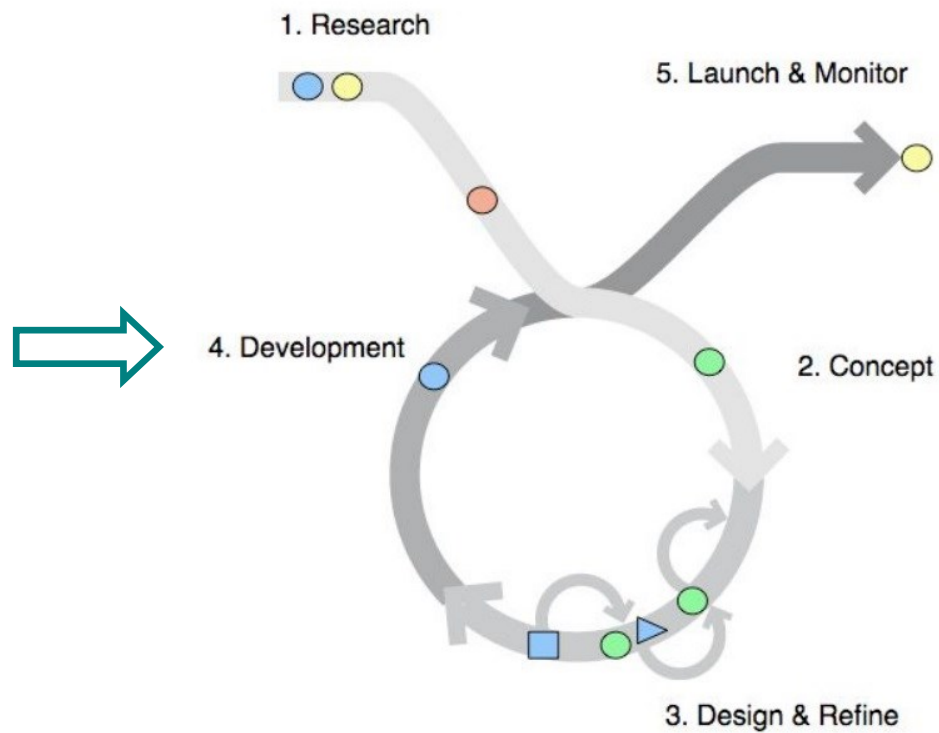 1. Research
5. Launch & Monitor
4. Development
2. Concept
3. Design & Refine